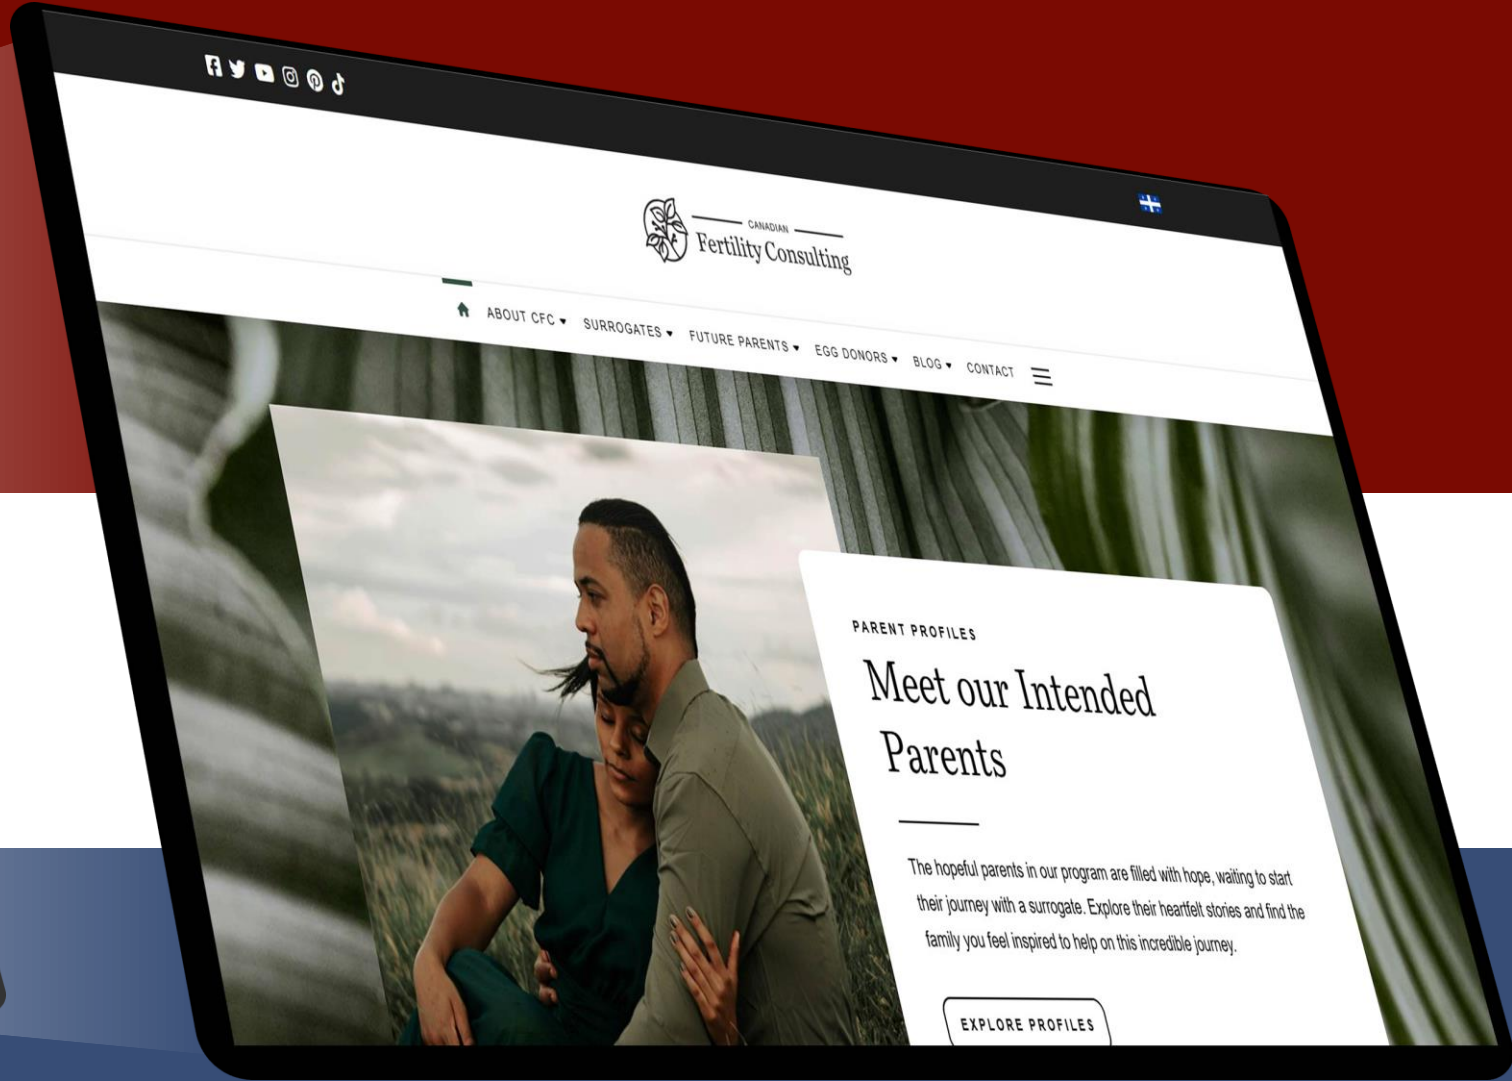 CANADIAN
Fertility Consulting
ABOUT CFC SURROGATES FUTURE PARENTS EGG DONORS BLOG CONTACT
PARENT PROFILES
Meet our Intended
Parents
The hopeful parents in our program are filled with hope, waiting to start
their journey with a surrogate. Explore their heartfelt stories and find the
family you feel inspired to help on this incredible journey.
EXPLORE PROFILES